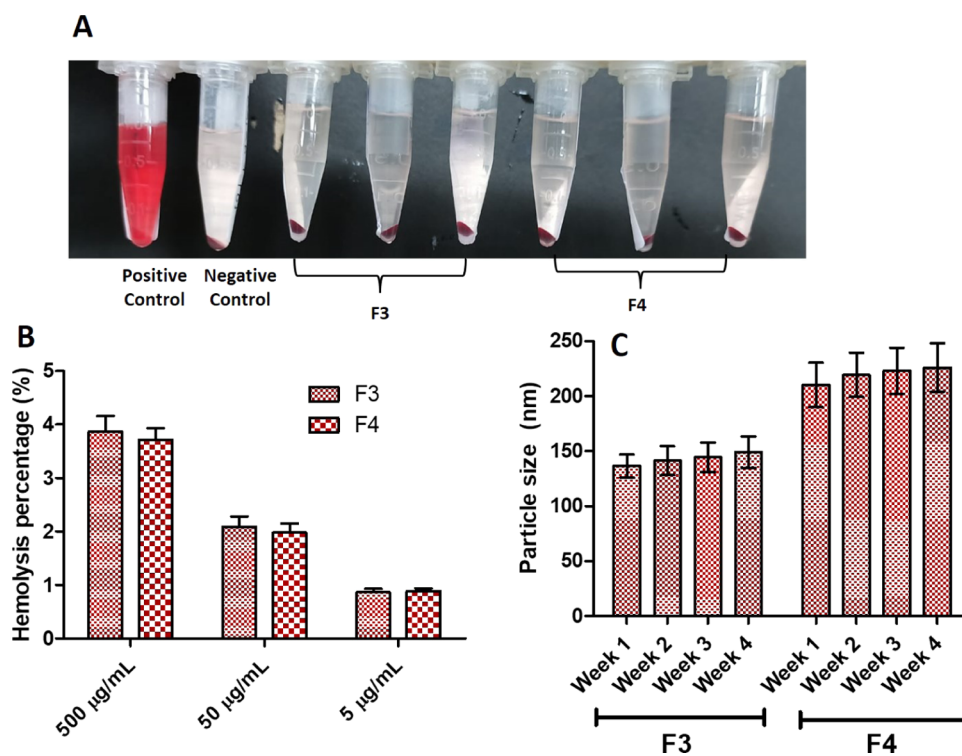 A
Positive
Control
Negative
Control
F3
F4
B
Hemolysis percentage (%)
5
4
3
2
1
0
F3
F4
500 µg/mL
50 µg/mL
5 µg/mL
C
Particle size (nm)
250
200
150
100
50
0
Week 1
Week 2
Week 3
Week 4
Week 1
Week 2
Week 3
Week 4
F3
F4